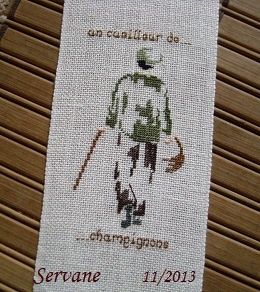 un cueilleur de...
...champignons
Servane 11/2013